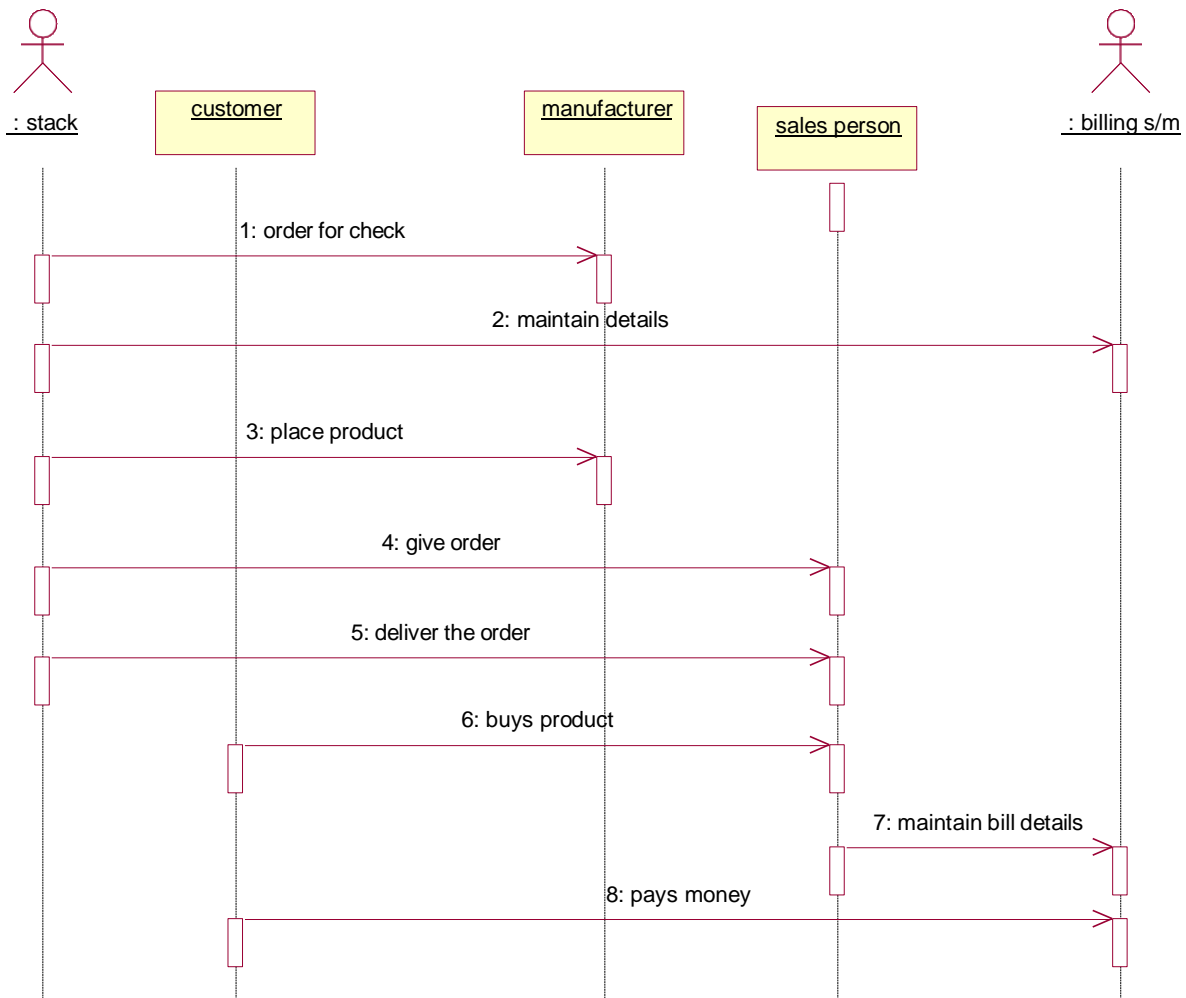 : stack
customer
manufacturer
sales person
: billing s/m
1: order for check
2: maintain details
3: place product
4: give order
5: deliver the order
6: buys product
7: maintain bill details
8: pays money